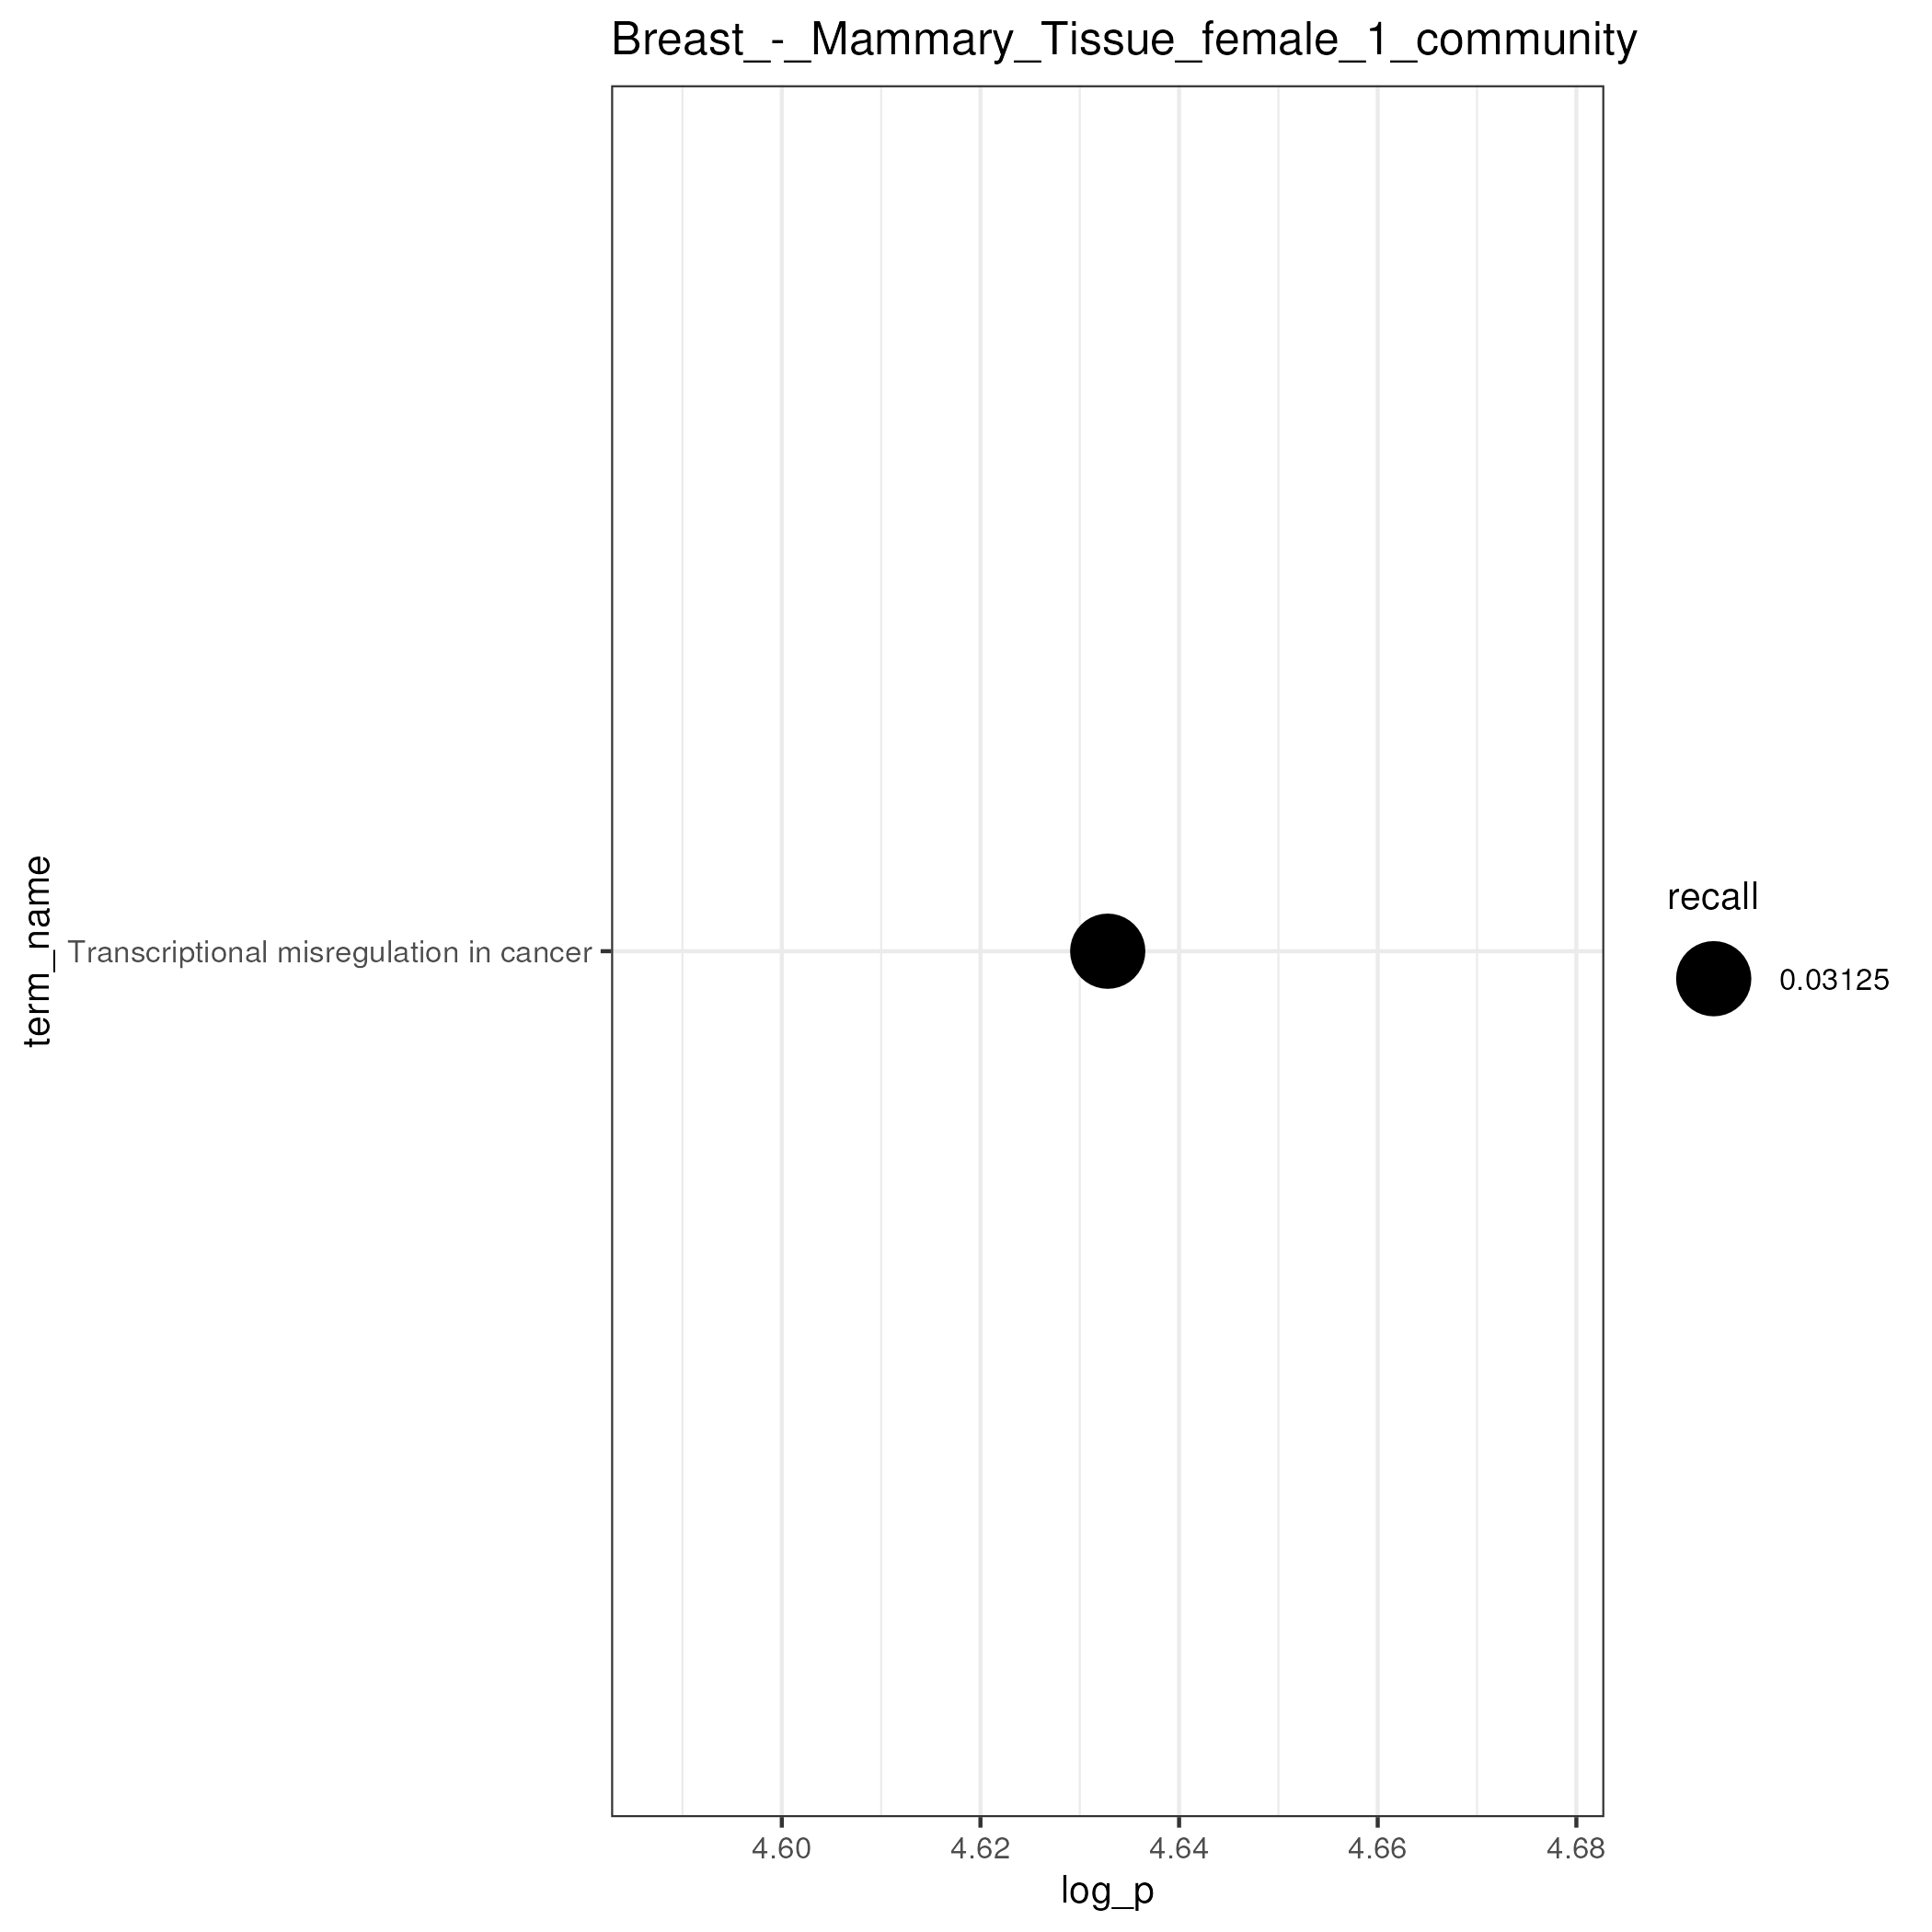 Breast_-_Mammary_Tissue_female_1_community
term_name
Transcriptional misregulation in cancer
recall
0.03125
4.60 4.62 4.64 4.66 4.68
log_p